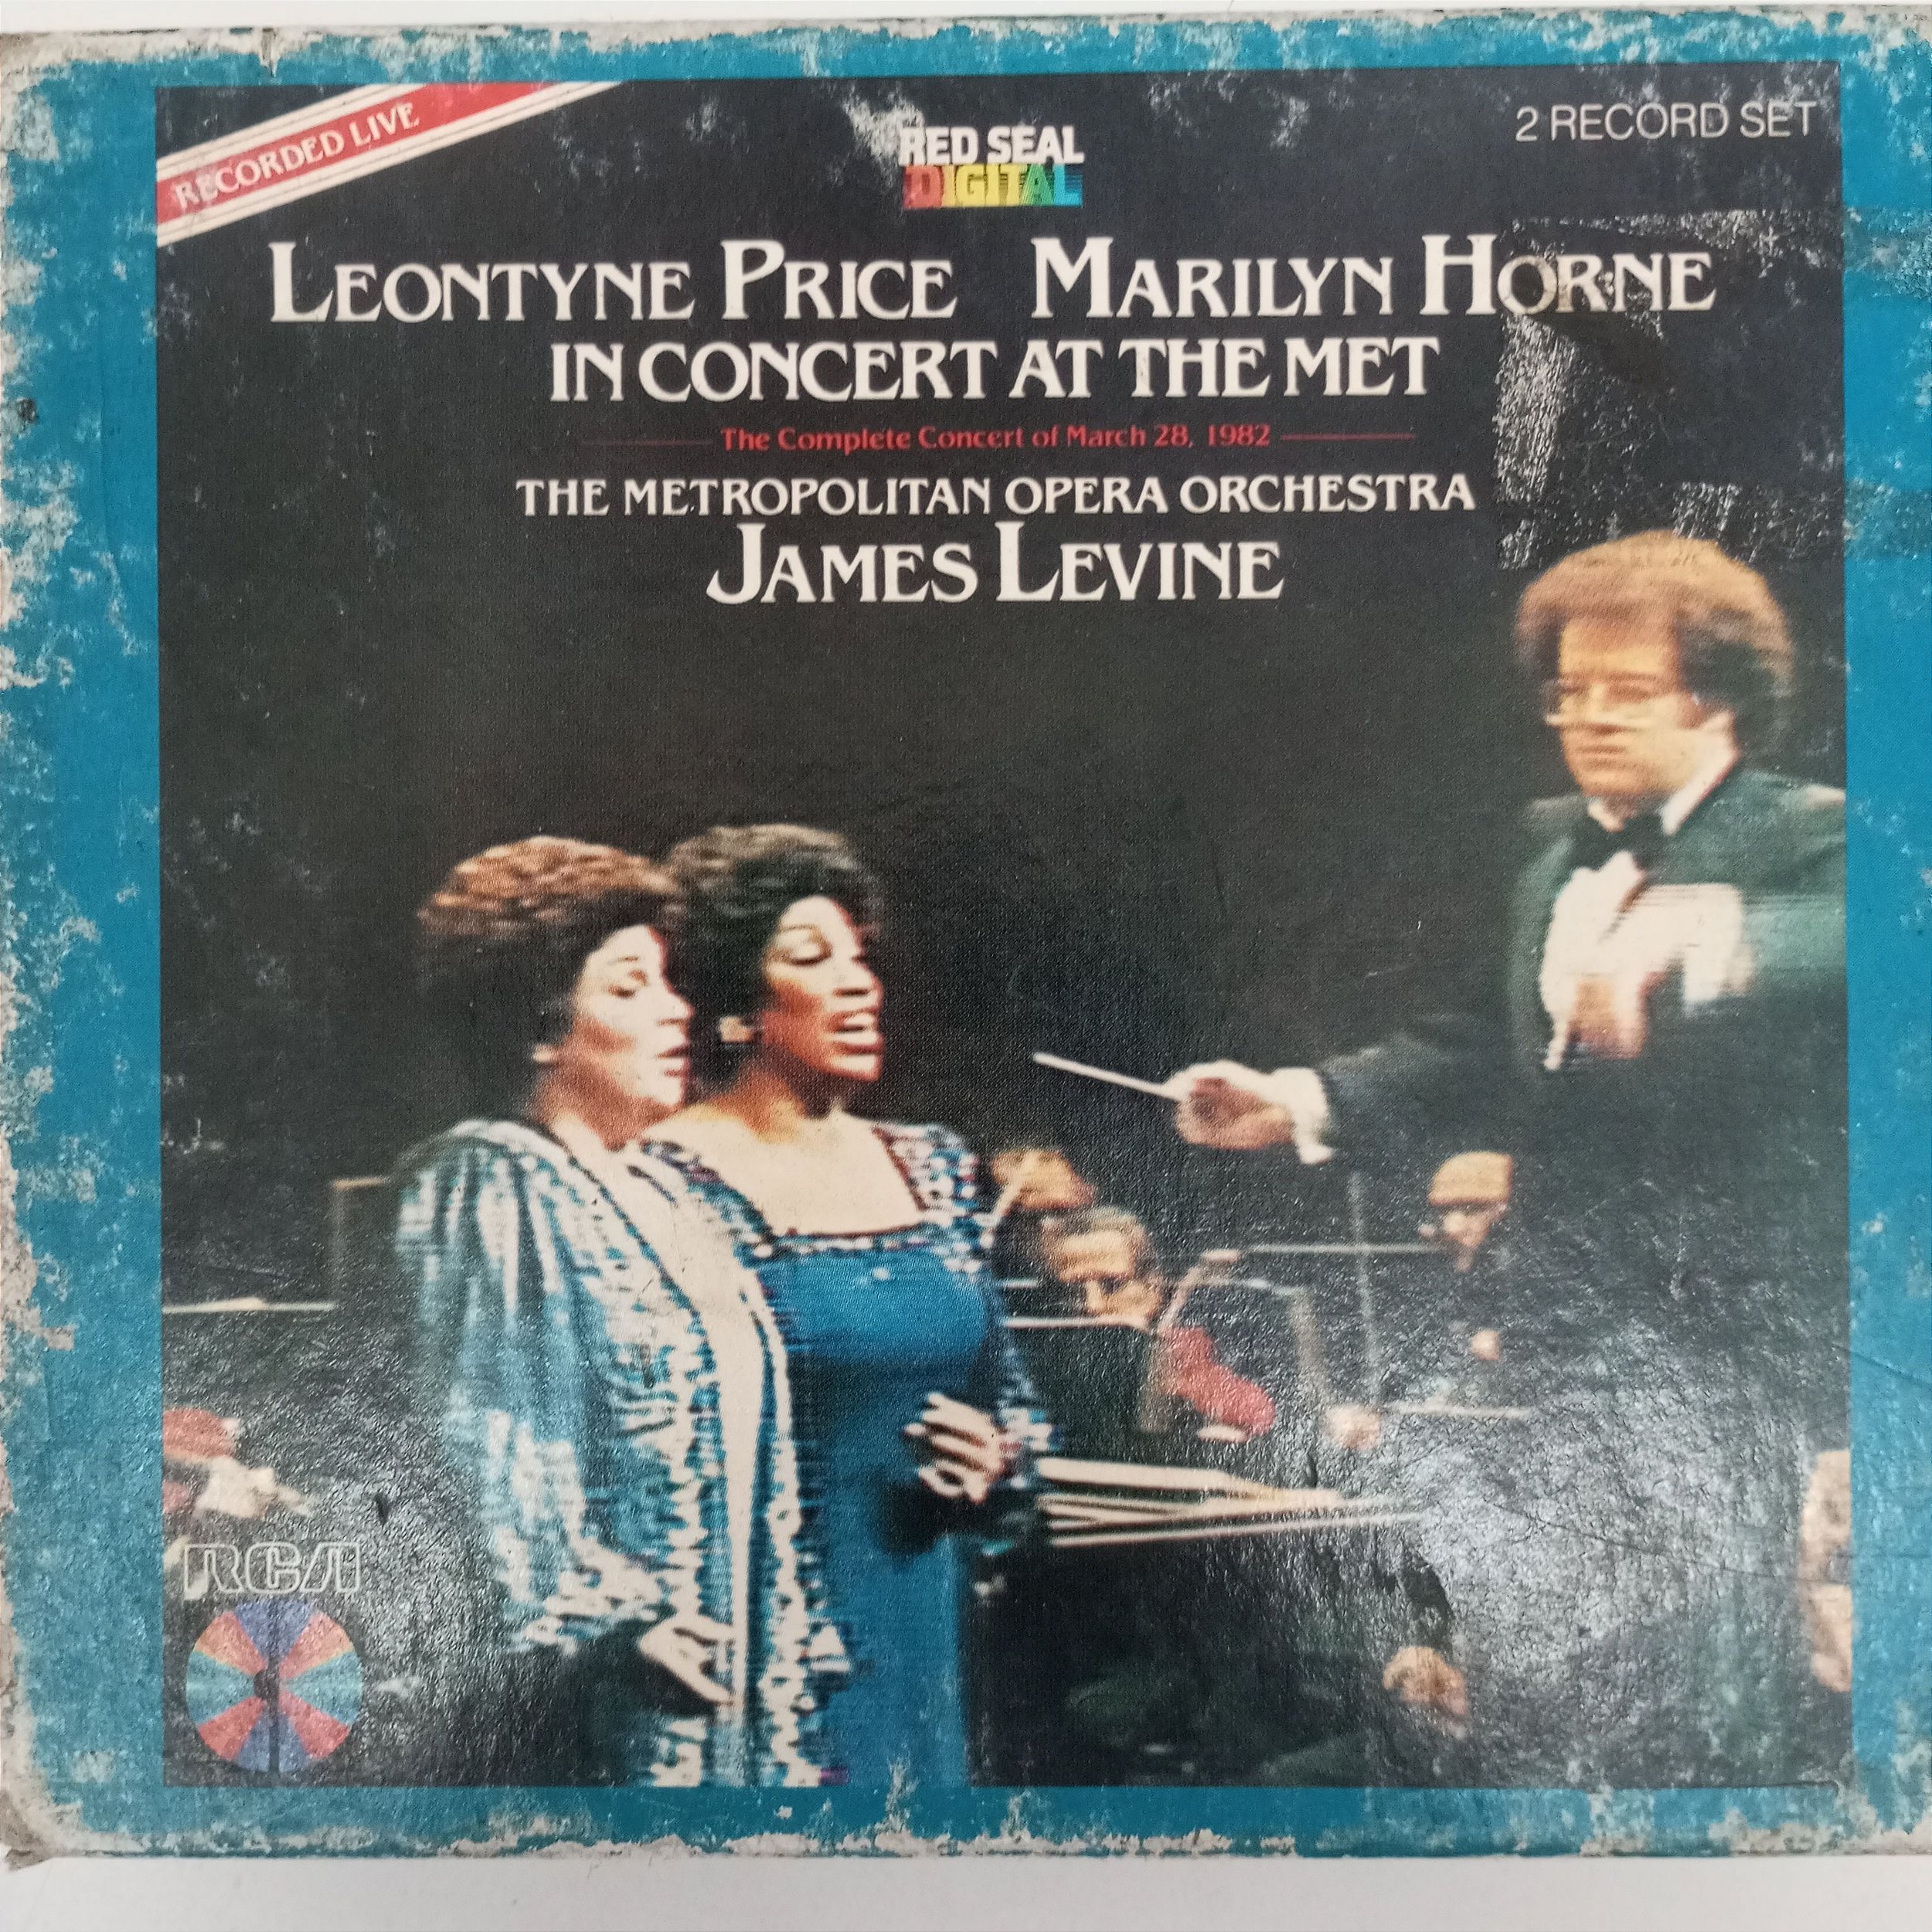 RECORDED LIVE
RED SEAL
DIGITAL
2 RECORD SET
LEONTYNE PRICE MARILYN HORNE
IN CONCERT AT THE MET
The Complete Concert of March 28, 1982
THE METROPOLITAN OPERA ORCHESTRA
JAMES LEVINE
RCA